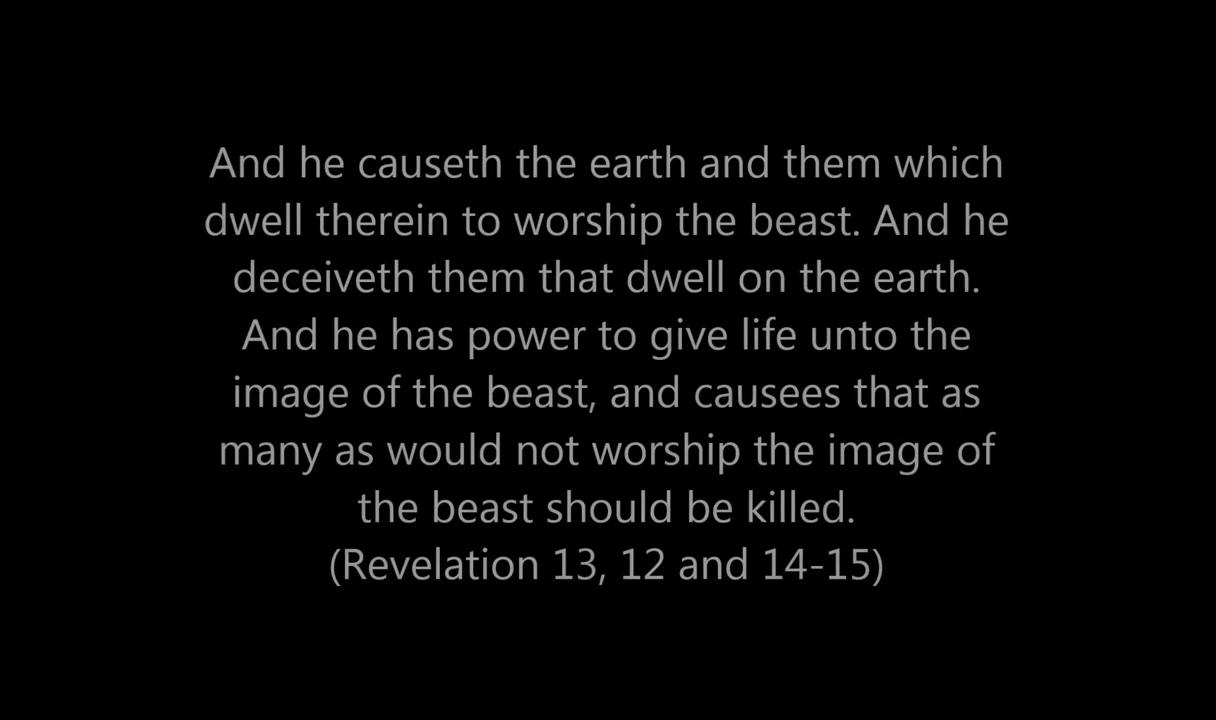 And he causeth the earth and them which
dwell therein to worship the beast. And he
deceiveth them that dwell on the earth.
And he has power to give life unto the
image of the beast, and causees that as
many as would not worship the image of
the beast should be killed.
(Revelation 13, 12 and 14-15)